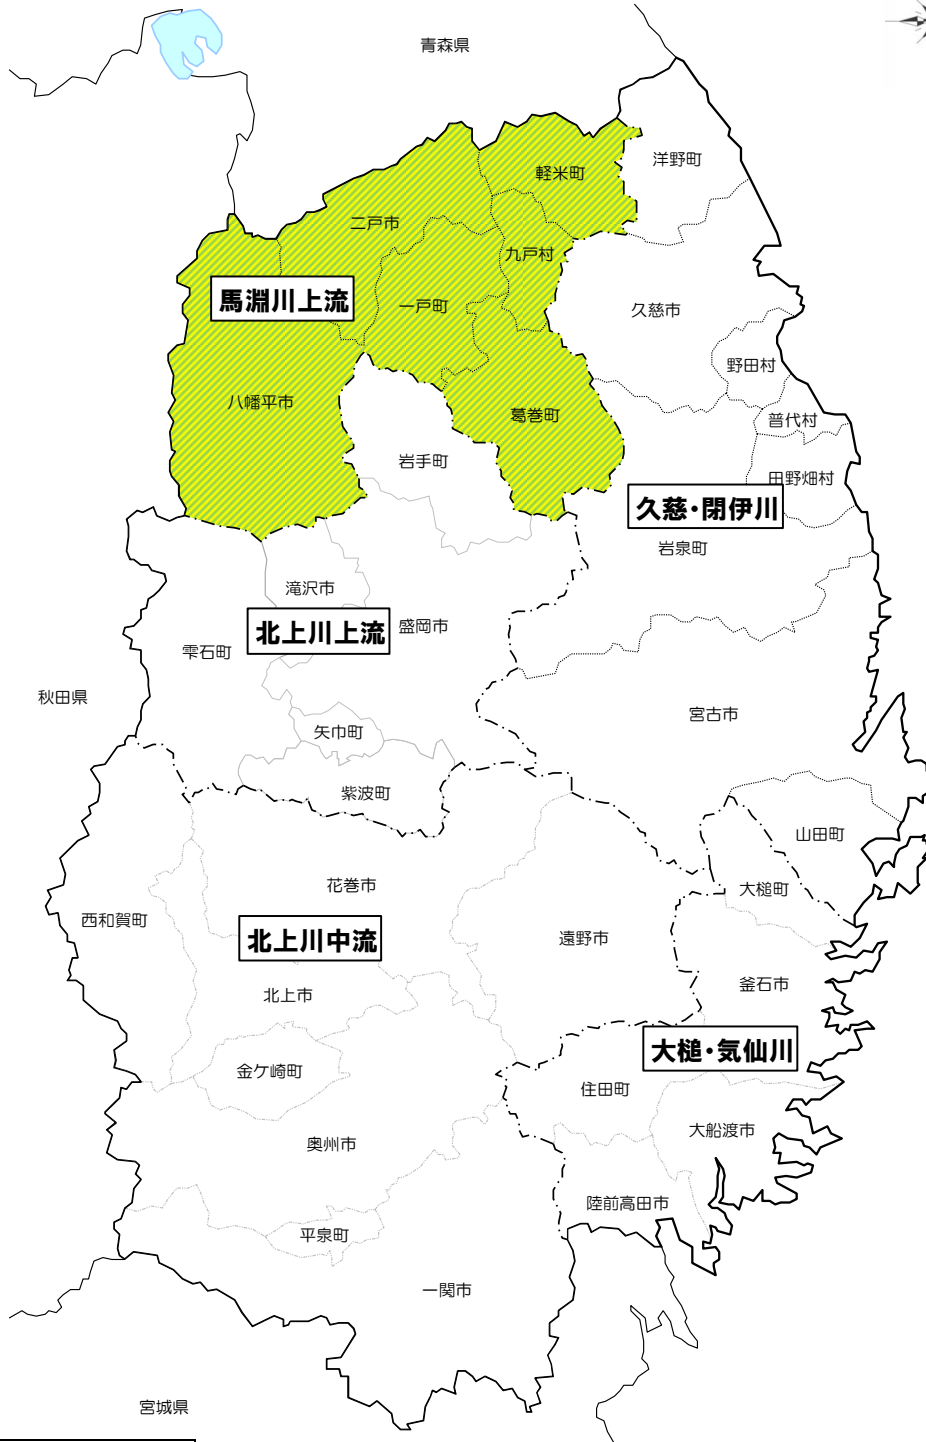 青森県
洋野町
軽米町
二戸市
九戸村
馬淵川上流
一戸町
久慈市
野田村
八幡平市
葛巻町
普代村
岩手町
田野畑村
久慈・閉伊川
岩泉町
滝沢市
北上川上流
盛岡市
雫石町
秋田県
宮古市
矢巾町
紫波町
山田町
花巻市
大槌町
西和賀町
北上川中流
遠野市
釜石市
北上市
大槌・気仙川
金ケ崎町
住田町
大船渡市
奥州市
陸前高田市
平泉町
一関市
宮城県